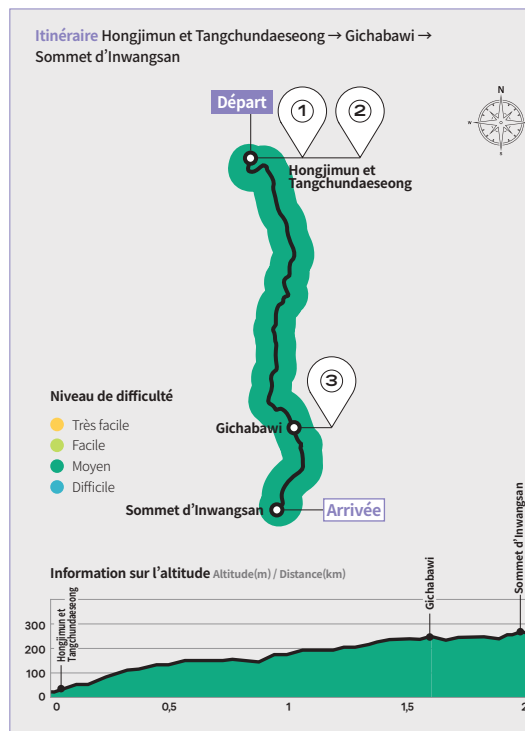 Itinéraire Hongjimun et Tangchundaeseong → Gichabawi →
Sommet d’Inwangsan
Départ
1
2
N
W
S
Hongjimun et
Tangchundaeseong
3
Niveau de difficulté
Très facile
Facile
Moyen
Difficile
Gichabawi
Sommet d’Inwangsan
Arrivée
Information sur l’altitude Altitude(m) / Distance(km)
Hongjimun et
Tangchundaeseong
Gichabawi
Sommet d’Inwangsan
300
200
100
0
0
0,5
1
1,5
2